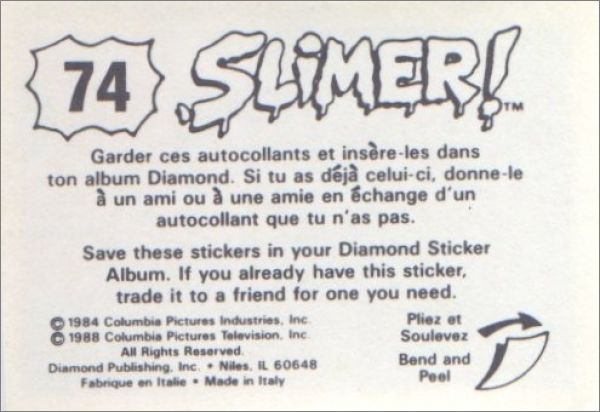 74 SLiMER!™
Garder ces autocollants et insère-les dans
ton album Diamond. Si tu as déjà celui-ci, donne-le
à un ami ou à une amie en échange d'un
autocollant que tu n'as pas.
Save these stickers in your Diamond Sticker
Album. If you already have this sticker,
trade it to a friend for one you need.
© 1984 Columbia Pictures Industries, Inc.
© 1988 Columbia Pictures Television, Inc.
All Rights Reserved.
Diamond Publishing, Inc. • Niles, IL 60648
Fabrique en Italie • Made in Italy
Pliez et
Soulevez
Bend and
Peel